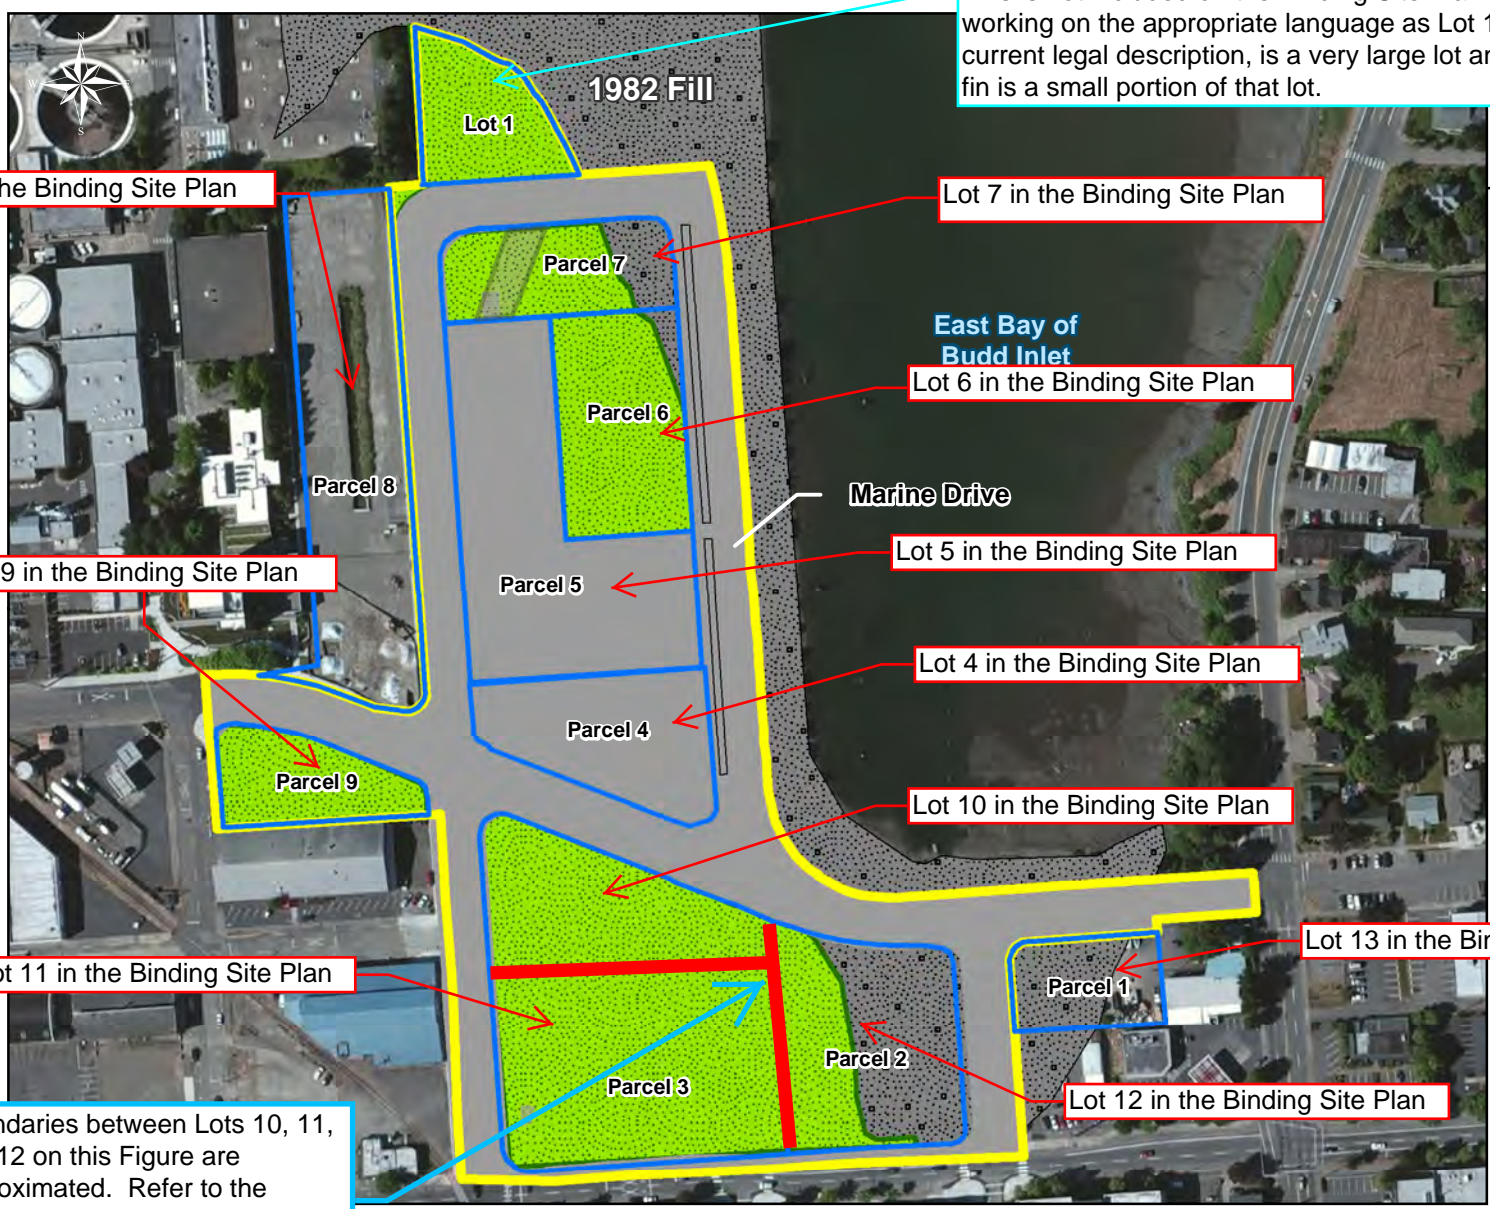 working on the appropriate language as Lot 1
current legal description, is a very large lot
fin is a small portion of that lot.
N
W
E
S
1982 Fill
Lot 1
the Binding Site Plan
Lot 7 in the Binding Site Plan
Parcel 7
East Bay of
Budd Inlet
Lot 6 in the Binding Site Plan
Parcel 6
Parcel 8
Marine Drive
Lot 5 in the Binding Site Plan
9 in the Binding Site Plan
Parcel 5
Lot 4 in the Binding Site Plan
Parcel 4
Parcel 9
Lot 10 in the Binding Site Plan
Lot 13 in the
Lot 11 in the Binding Site Plan
Parcel 1
Parcel 2
Parcel 3
Lot 12 in the Binding Site Plan
ndaries between Lots 10, 11,
12 on this Figure are
oximated. Refer to the